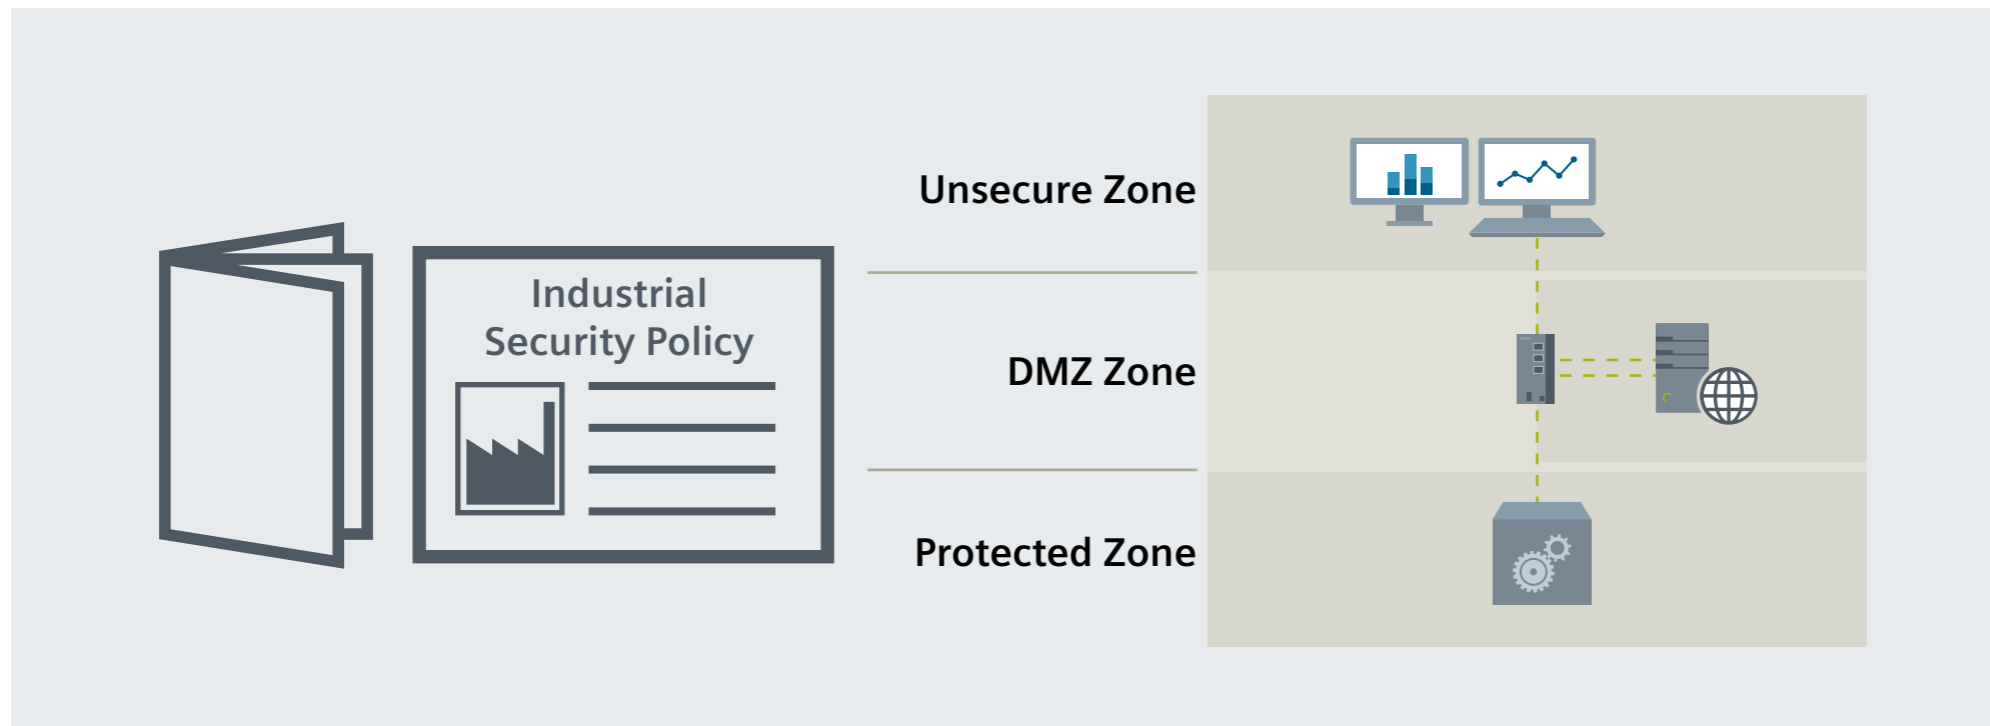 Industrial
Security Policy
Unsecure Zone
DMZ Zone
Protected Zone